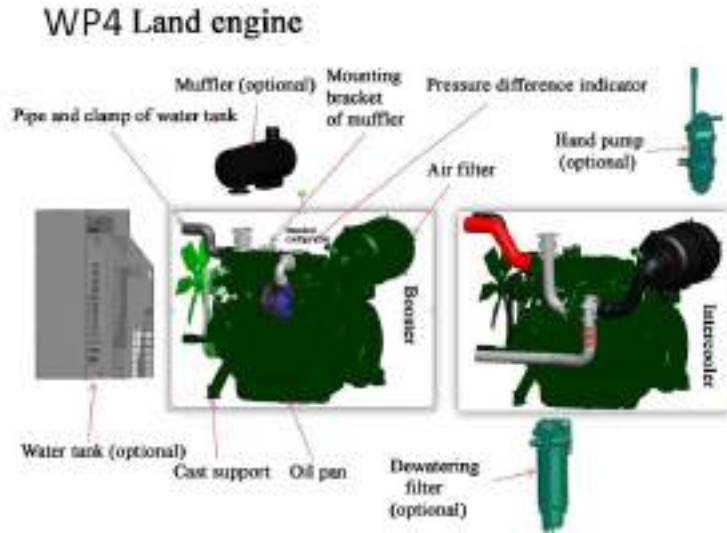 WP4 Land engine
Muffler (optional)
Mounting
bracket
of muffler
Pressure difference indicator
Pipe and clamp of water tank
Hand pump
(optional)
Air filter
Booster
Intercooler
Water tank (optional)
Cast support
Oil pan
Dewatering
filter
(optional)